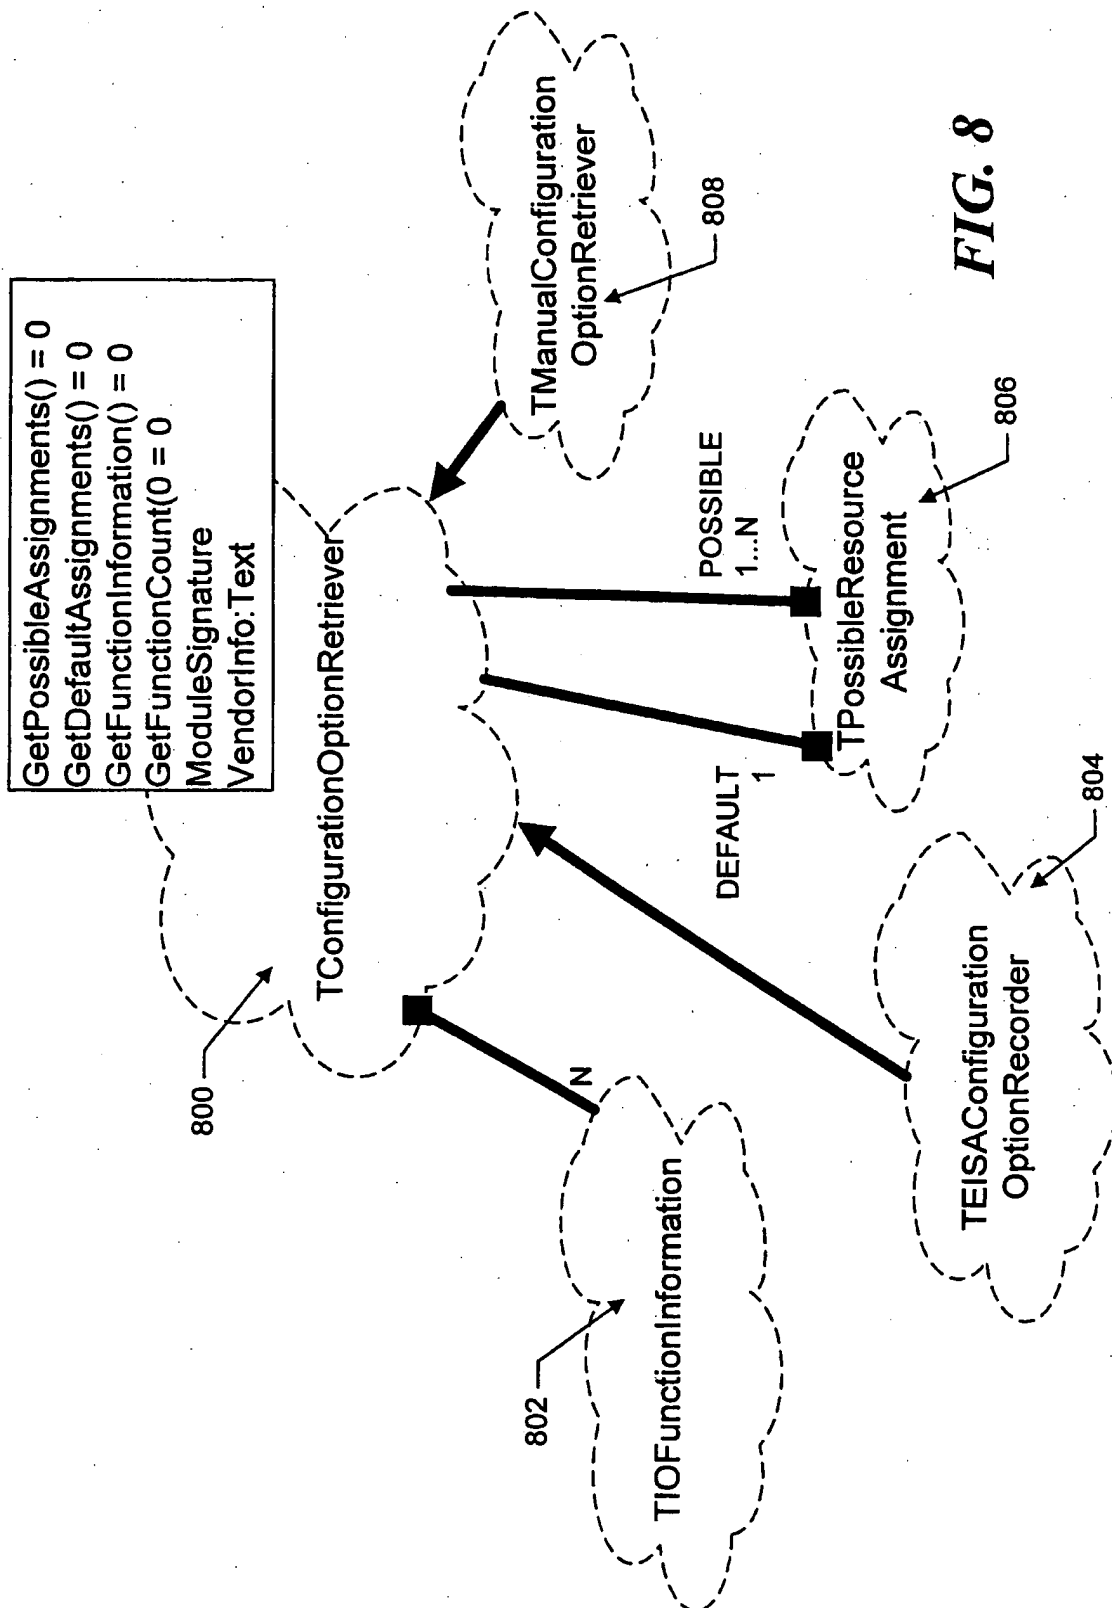 GetPossibleAssignments() = 0
GetDefaultAssignments() = 0
GetFunctionInformation() = 0
GetFunctionCount(0 = 0
ModuleSignature
VendorInfo:Text
800
TConfigurationOptionRetriever
N
802
TIOFunctionInformation
DEFAULT
1
POSSIBLE
1...N
TManualConfiguration
OptionRetriever
808
TPossibleResource
Assignment
806
TEISAConfiguration
OptionRecorder
804
FIG. 8